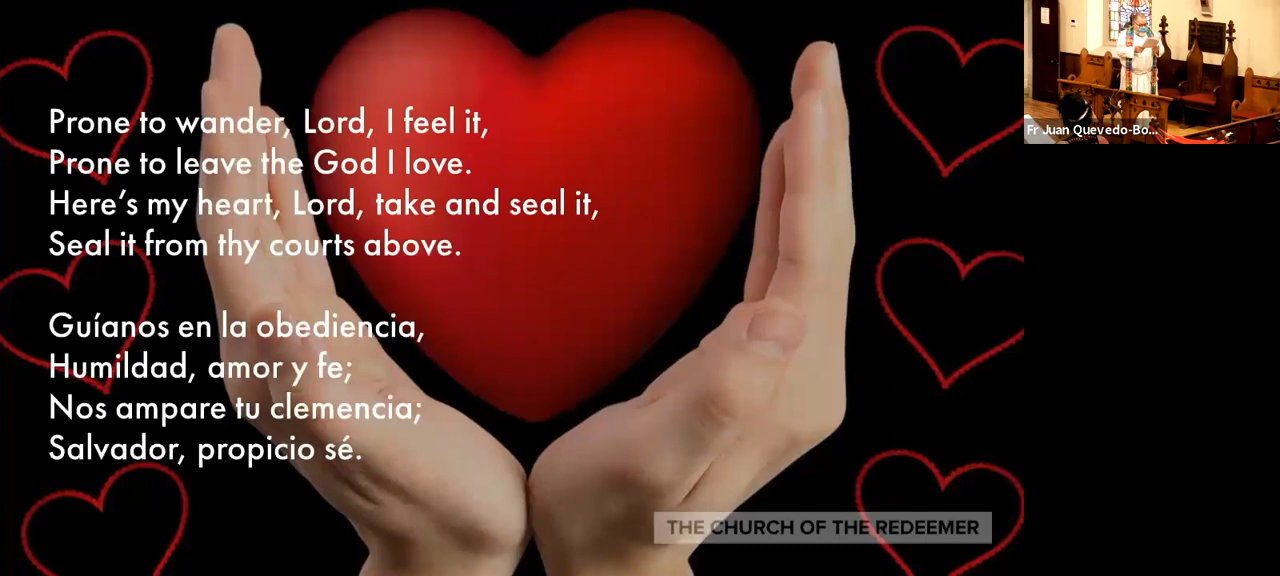 Prone to wander, Lord, I feel it,
Prone to leave the God I love.
Here’s my heart, Lord, take and seal it,
Seal it from thy courts above.
Guíanos en la obediencia,
Humildad, amor y fe;
Nos ampare tu clemencia;
Salvador, propicio sé.
THE CHURCH OF THE REDEEMER
Fr Juan Quevedo-Bo...